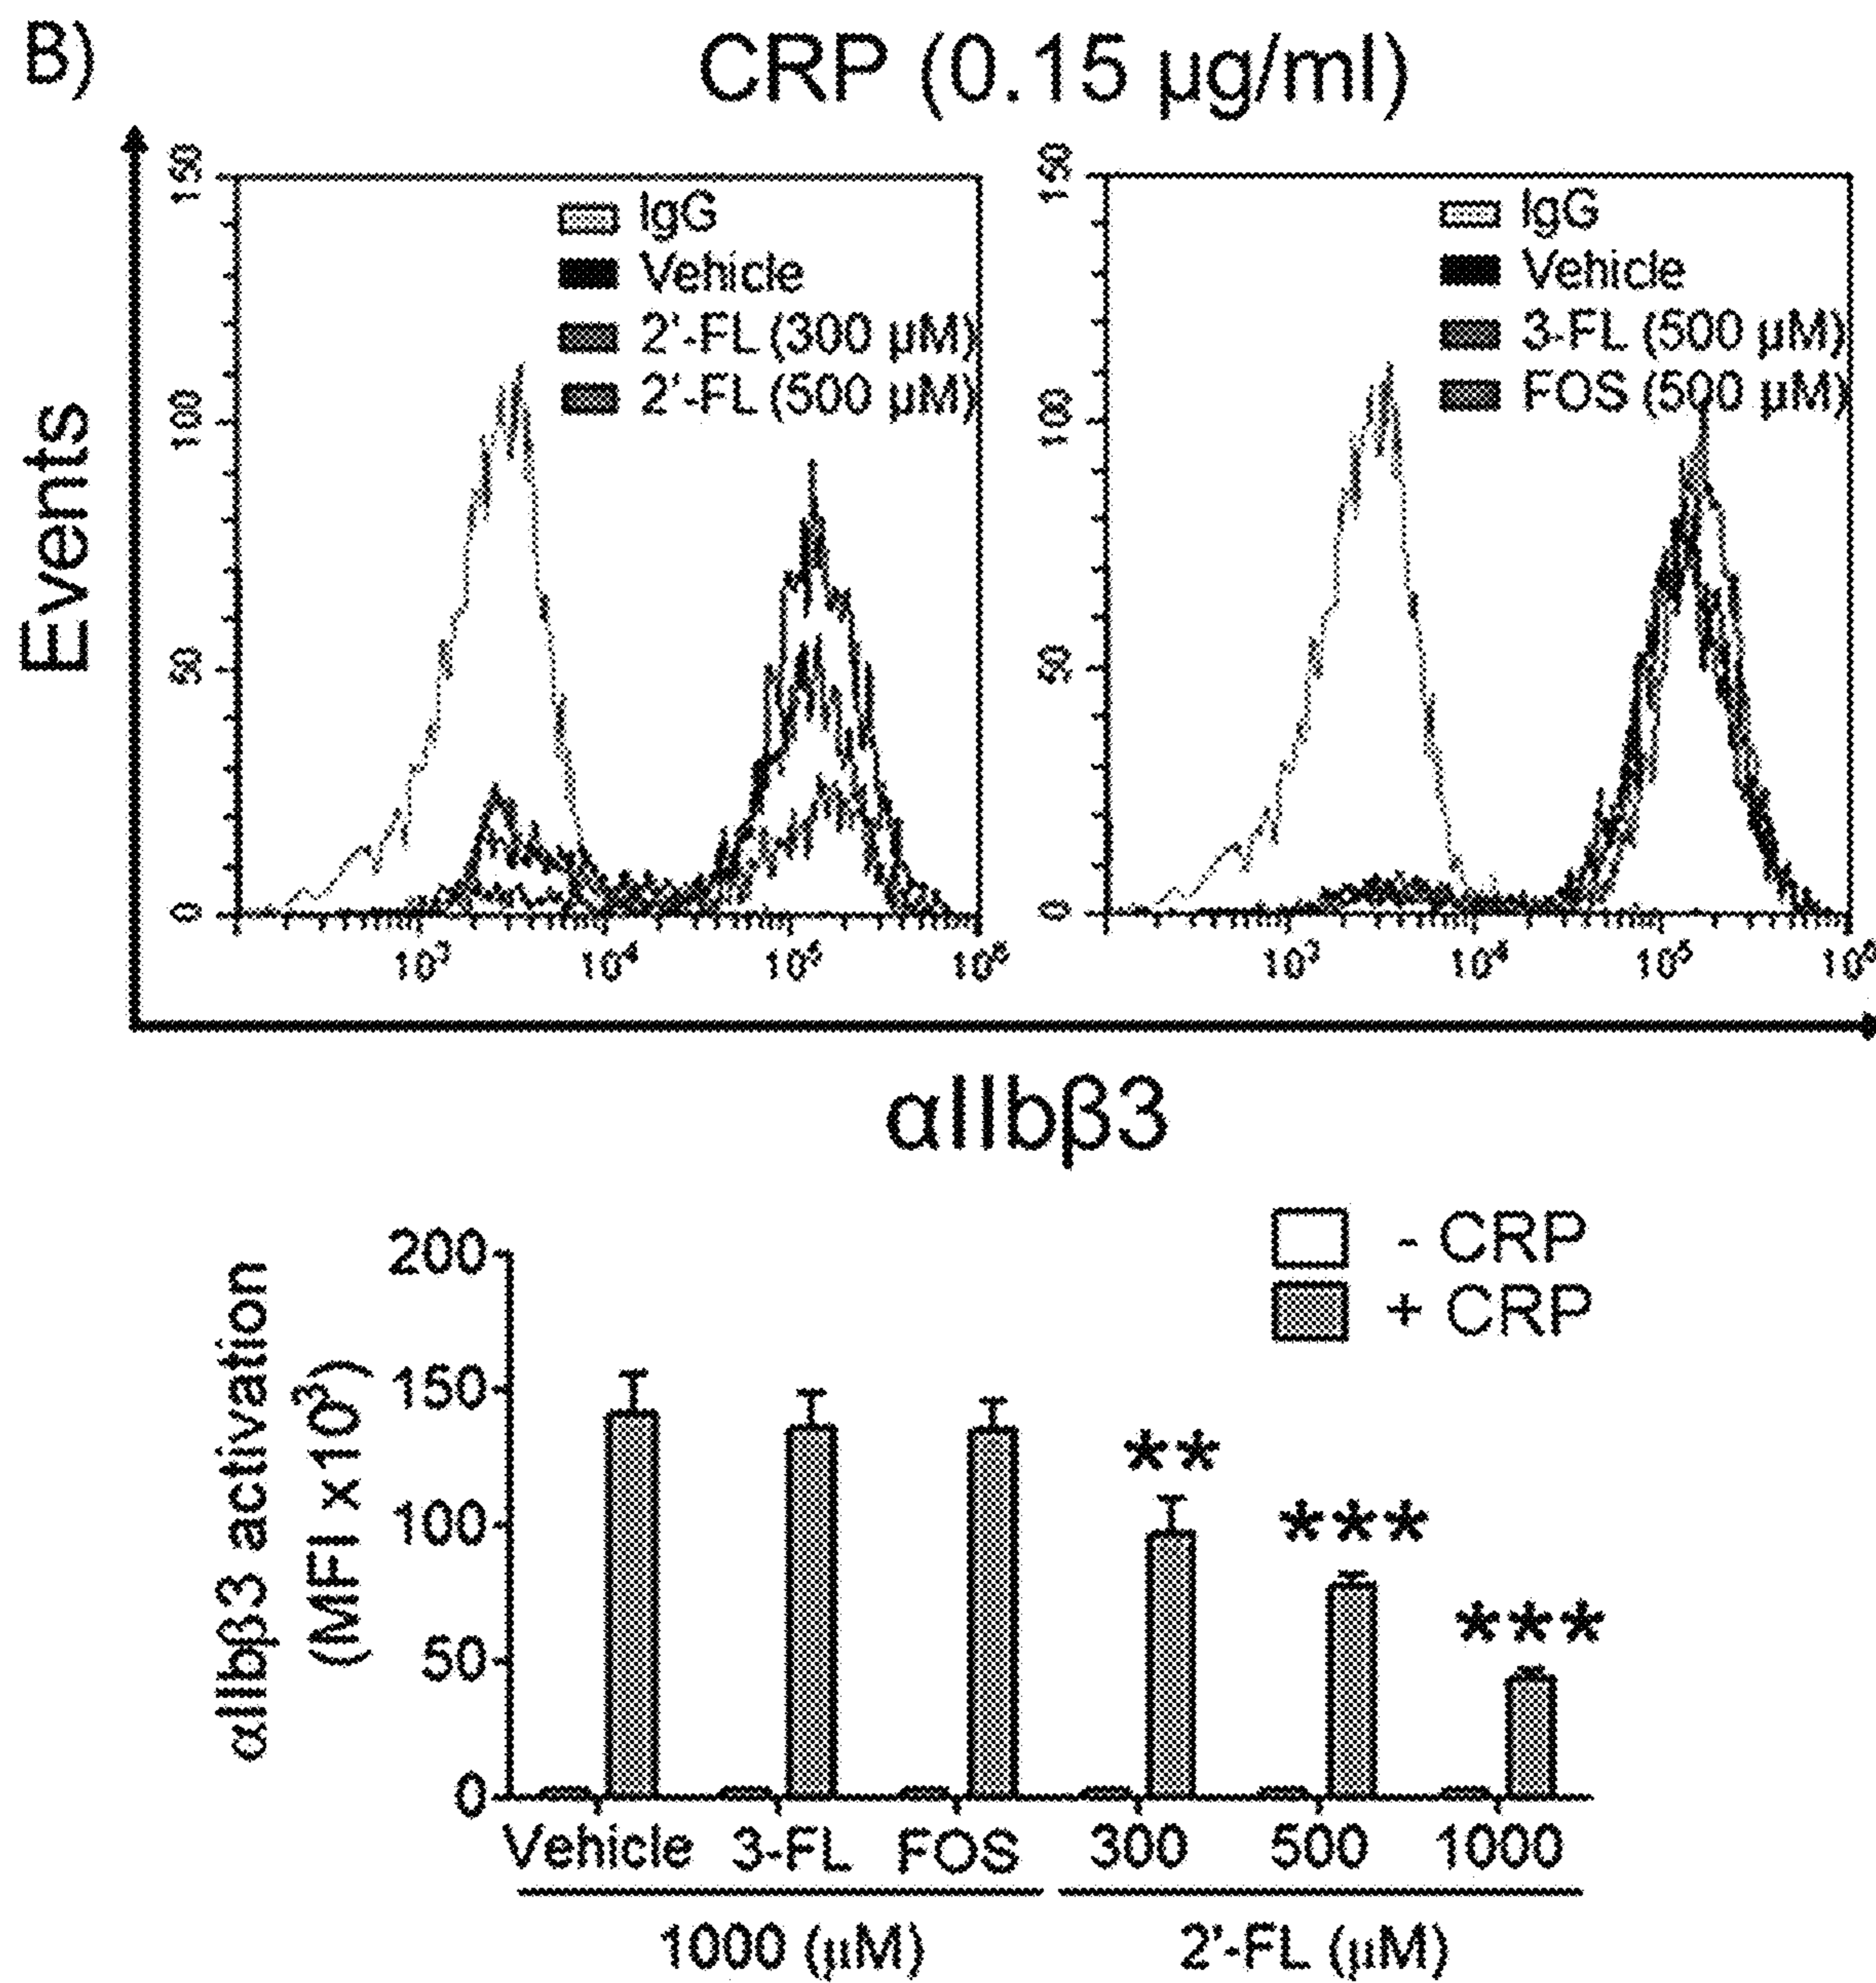 B)
CRP (0.15 µg/ml)
Events
150
100
50
0
IgG
Vehicle
2'-FL (300 µM)
2'-FL (500 µM)
10³
10⁴
10⁵
10⁶
150
100
50
0
IgG
Vehicle
3-FL (500 µM)
FOS (500 µM)
10³
10⁴
10⁵
10⁶
αIIbβ3
- CRP
+ CRP
αIIbβ3 activation
(MFI x10³)
200
150
100
50
0
**
***
***
Vehicle 3-FL FOS 300 500 1000
1000 (µM) 2'-FL (µM)